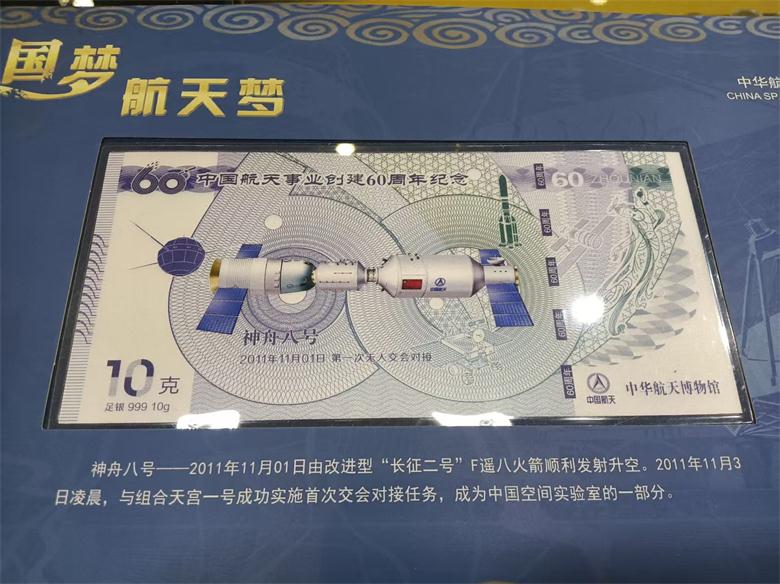 国梦
航天梦
中华航
CHINA SP
60 中国航天事业创建60周年纪念
60周年 60 ZHOUNIAN
60周年
60周年
60周年
60周年
神舟八号
2011年11月01日 第一次无人交会对接
10克
足银 999 10g
中国航天
中华航天博物馆
神舟八号——2011年11月01日由改进型“长征二号”F遥八火箭顺利发射升空。2011年11月3
日凌晨，与组合天宫一号成功实施首次交会对接任务，成为中国空间实验室的一部分。